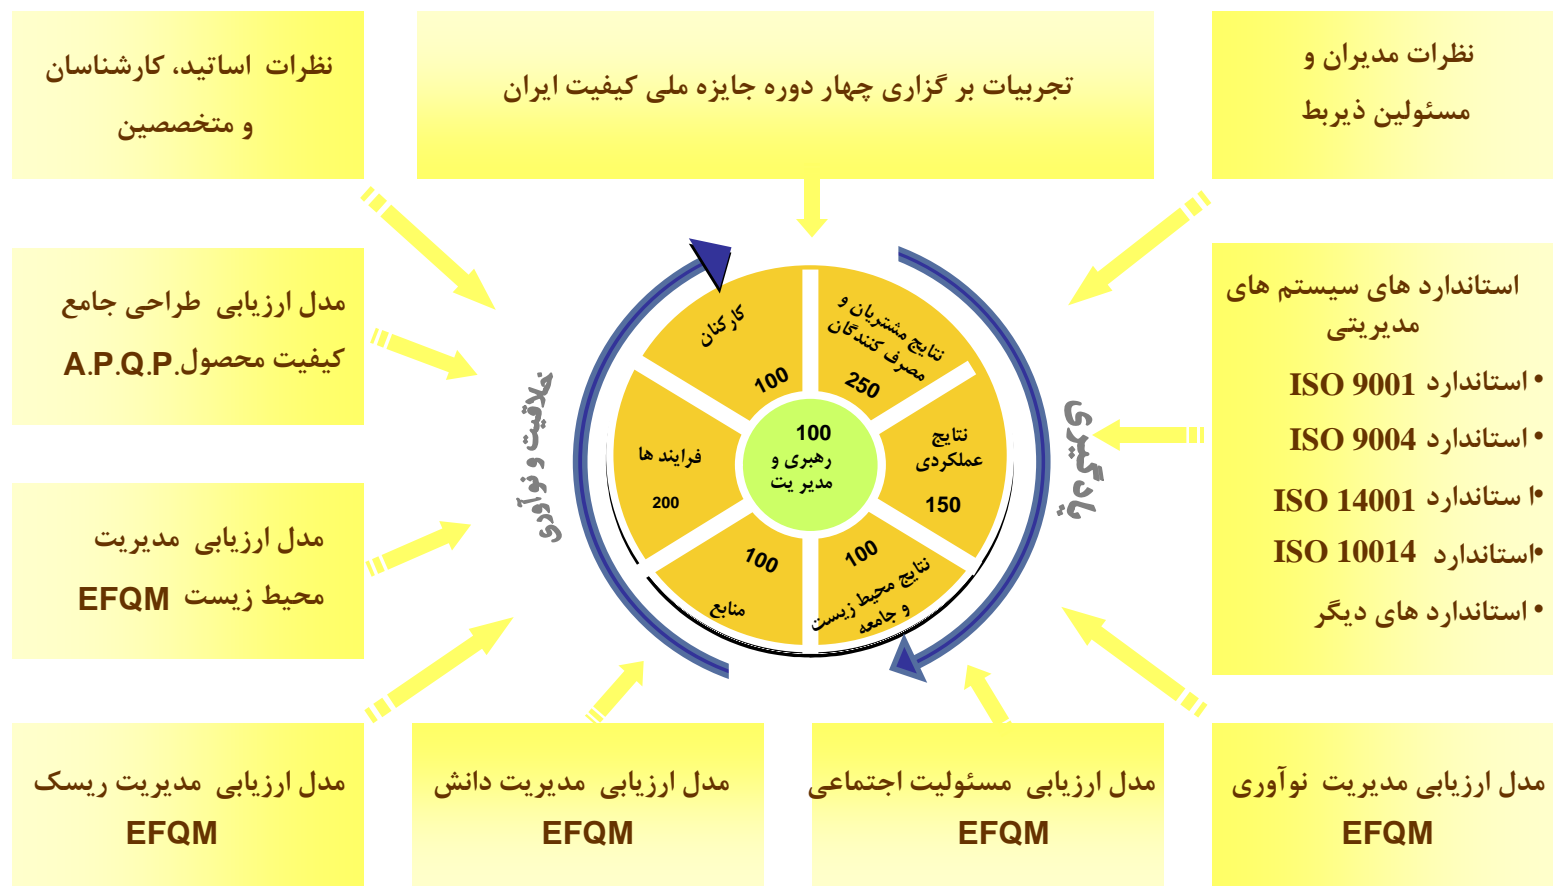 نظرات مدیران و
مسئولین ذیربط
تجربیات بر گزاری چهار دوره جایزه ملی کیفیت ایران
نظرات اساتید، کارشناسان
و متخصصین
استاندارد های سیستم های
مدیریتی
• استاندارد ISO 9001
• استاندارد ISO 9004
•ا ستاندارد ISO 14001
•استاندارد ISO 10014
• استاندارد های دیگر
مدل ارزیابی طراحی جامع
کیفیت محصول.A.P.Q.P
مدل ارزیابی مدیریت
محیط زیست EFQM
یادگیری
خلاقیت و نوآوری
نتایج مشتریان و
مصرف کنندگان
250
کارکنان
100
نتایج
عملکردی
150
100
رهبری و
مدیر یت
فرایند ها
200
100
نتایج محیط زیست
و جامعه
100
منابع
مدل ارزیابی مدیریت نوآوری
EFQM
مدل ارزیابی مسئولیت اجتماعی
EFQM
مدل ارزیابی مدیریت دانش
EFQM
مدل ارزیابی مدیریت ریسک
EFQM